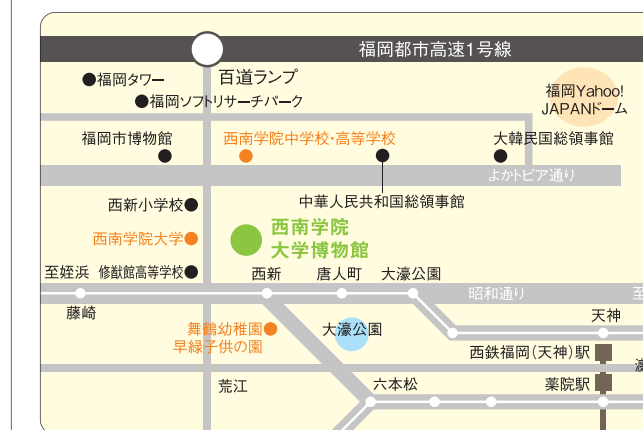 福岡都市高速1号線
百道ランプ
福岡タワー
福岡ソフトリサーチパーク
福岡Yahoo!
JAPANドーム
福岡市博物館
西南学院中学校・高等学校
大韓民国総領事館
よかトピア通り
中華人民共和国総領事館
西新小学校
西南学院
大学博物館
西南学院大学
至姪浜
修猷館高等学校
西新
唐人町
大濠公園
昭和通り
至
藤崎
天神
舞鶴幼稚園
早緑子供の園
大濠公園
西鉄福岡(天神)駅
荒江
六本松
薬院駅